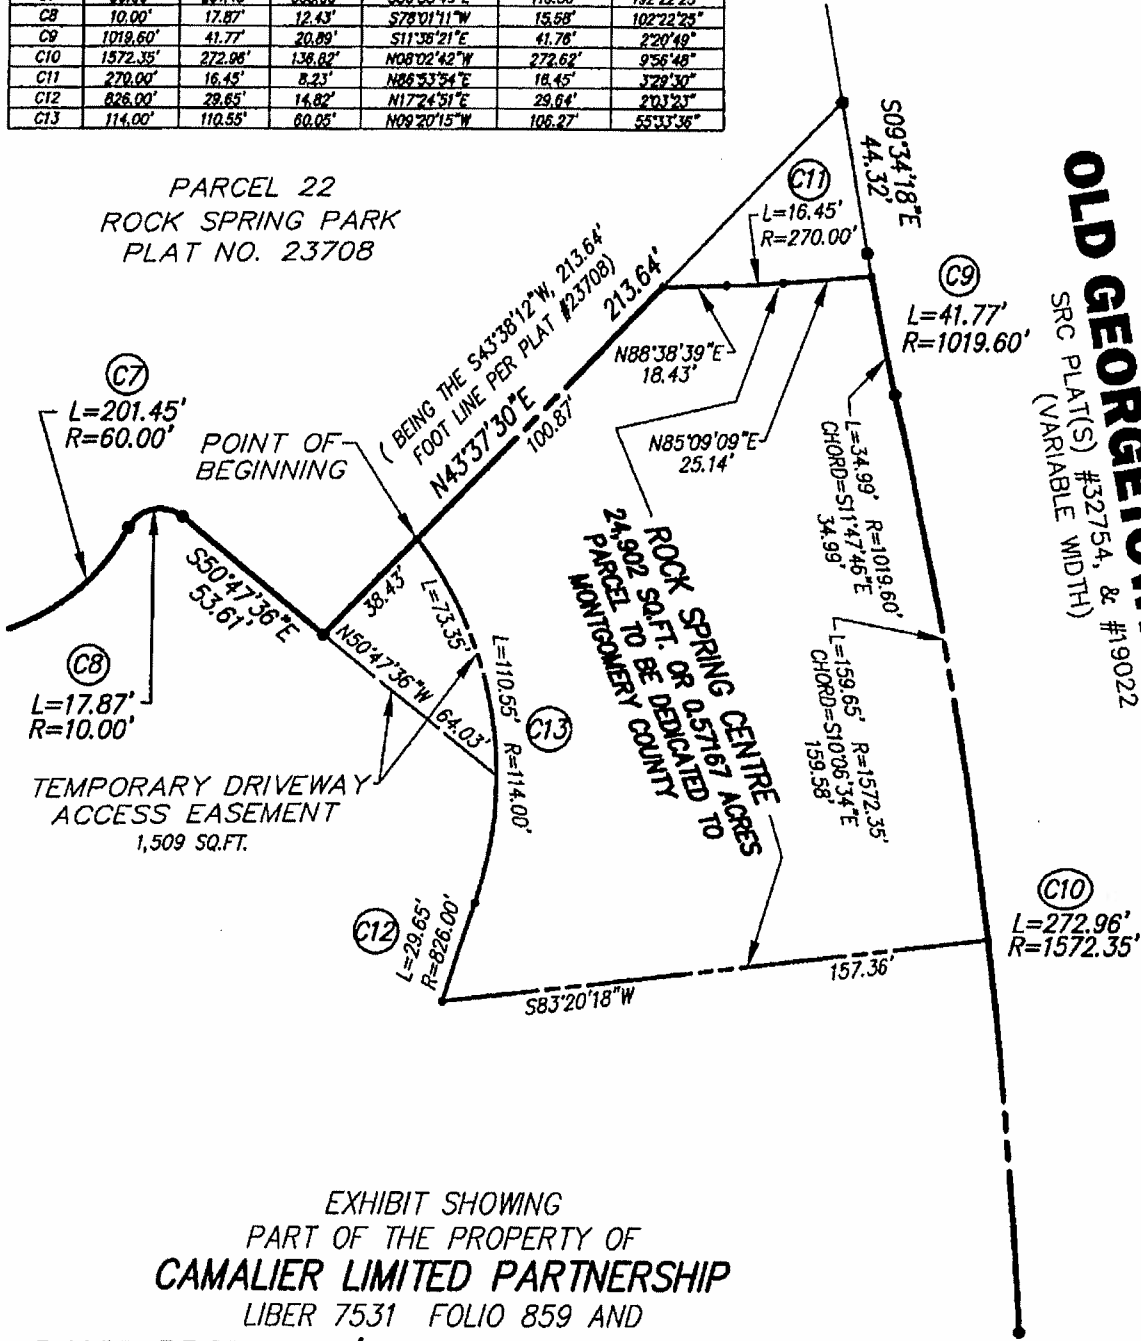 C8 10.00' 17.87' 12.43' S78°01'11"W 15.58' 102°22'25"
C9 1019.60' 41.77' 20.89' S11°36'21"E 41.76' 2°20'49"
C10 1572.35' 272.96' 136.82' N08°02'42"W 272.62' 9°56'48"
C11 270.00' 16.45' 8.23' N86°53'54"E 16.45' 3°29'30"
C12 826.00' 29.65' 14.82' N17°24'51"E 29.64' 2°03'23"
C13 114.00' 110.55' 60.05' N09°20'15"W 106.27' 55°33'36"
PARCEL 22
ROCK SPRING PARK
PLAT NO. 23708
S09°34'18"E
44.32'
OLD
SRC PLAT(S) #32754, & #19022
(VARIABLE WIDTH)
C11
L=16.45'
R=270.00'
C9
L=41.77'
R=1019.60'
( BEING THE S43°38'12"W, 213.64'
FOOT LINE PER PLAT #23708)
213.64'
N43°37'30"E
100.87'
N88°38'39"E
18.43'
N85°09'09"E
25.14'
C7
L=201.45'
R=60.00'
POINT OF
BEGINNING
L=34.99' R=1019.60'
CHORD=S11°47'46"E
34.99'
S50°47'36"E
53.61'
38.43'
L=73.35'
N50°47'36"W 64.03'
L=110.55' R=114.00'
C13
ROCK SPRING CENTRE
24,902 SQ.FT. OR 0.57167 ACRES
PARCEL TO BE DEDICATED TO
MONTGOMERY COUNTY
L=159.65' R=1572.35'
CHORD=S10°06'34"E
159.58'
C8
L=17.87'
R=10.00'
TEMPORARY DRIVEWAY
ACCESS EASEMENT
1,509 SQ.FT.
C12
L=29.65'
R=826.00'
C10
L=272.96'
R=1572.35'
S83°20'18"W
157.36'
EXHIBIT SHOWING
PART OF THE PROPERTY OF
CAMALIER LIMITED PARTNERSHIP
LIBER 7531 FOLIO 859 AND